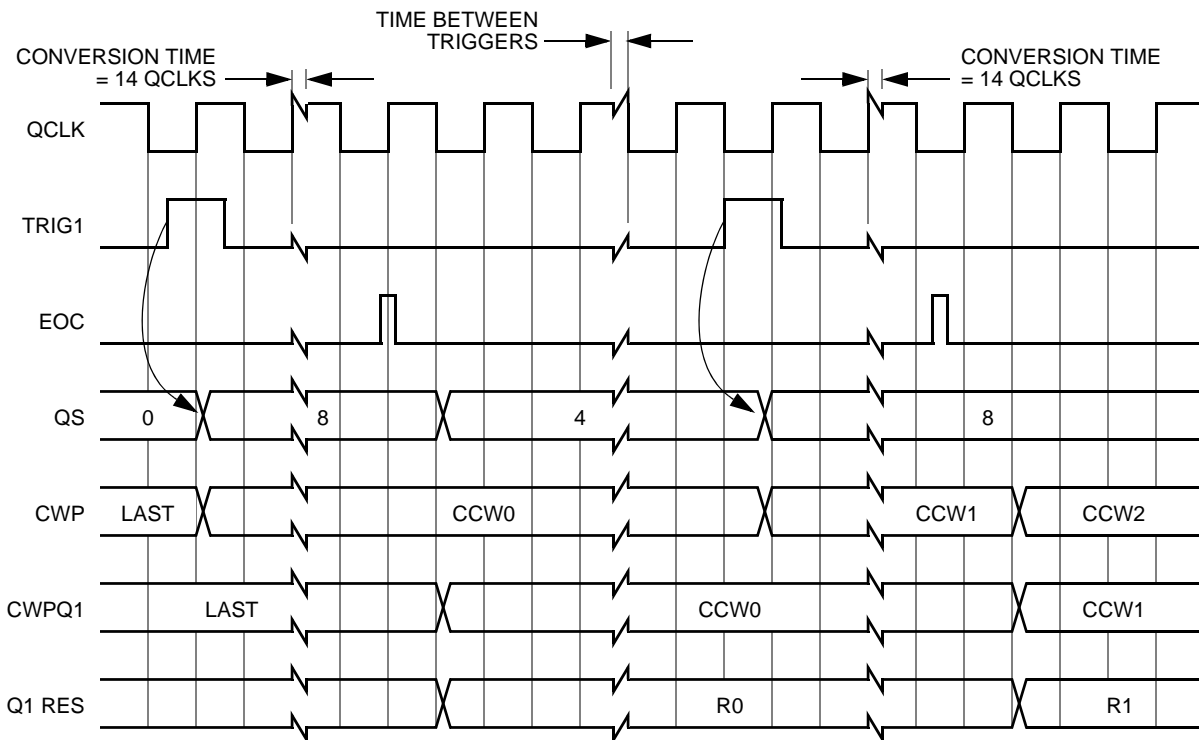 TIME BETWEEN
TRIGGERS
CONVERSION TIME
= 14 QCLKS
CONVERSION TIME
= 14 QCLKS
QCLK
TRIG1
EOC
QS 0 8 4 8
CWP LAST CCW0 CCW1 CCW2
CWPQ1 LAST CCW0 CCW1
Q1 RES R0 R1